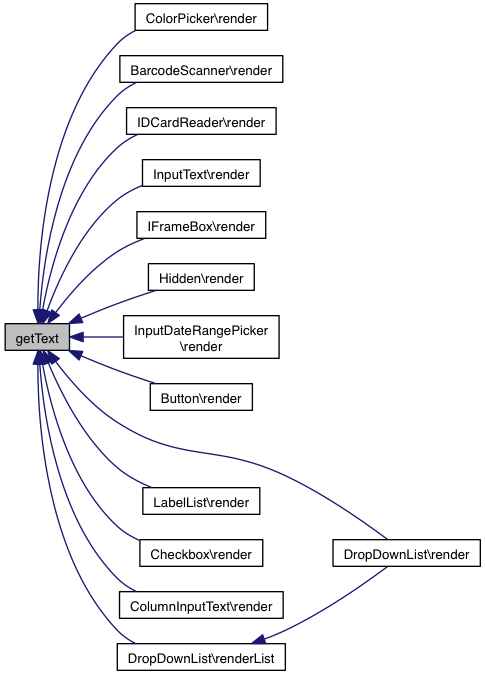 ColorPicker\render
BarcodeScanner\render
IDCardReader\render
InputText\render
IFrameBox\render
Hidden\render
getText
InputDateRangePicker
\render
Button\render
LabelList\render
Checkbox\render
DropDownList\render
ColumnInputText\render
DropDownList\renderList